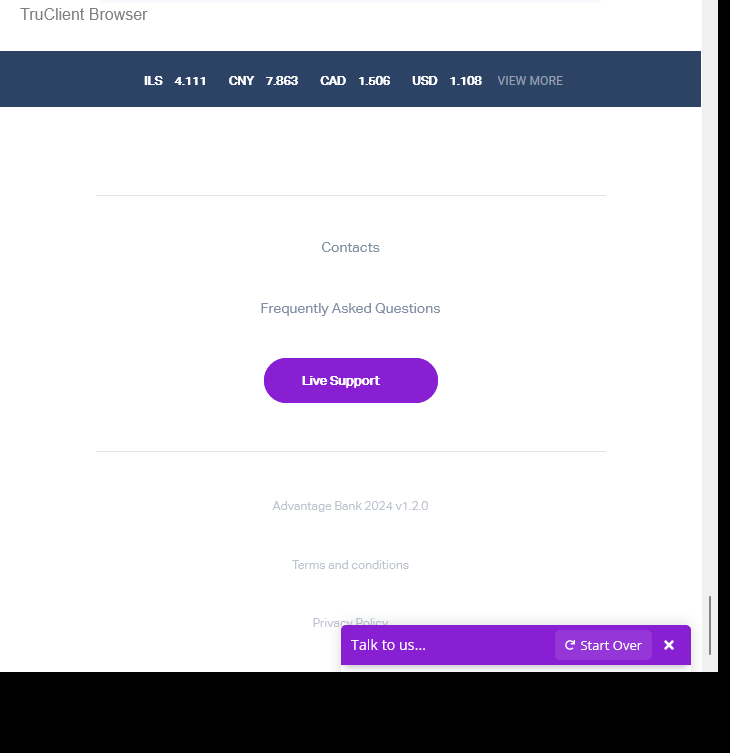 TruClient Browser
ILS 4.111 CNY 7.863 CAD 1.506 USD 1.108 VIEW MORE
Contacts
Frequently Asked Questions
Live Support
Advantage Bank 2024 v1.2.0
Terms and conditions
Privacy Policy
Talk to us... Start Over